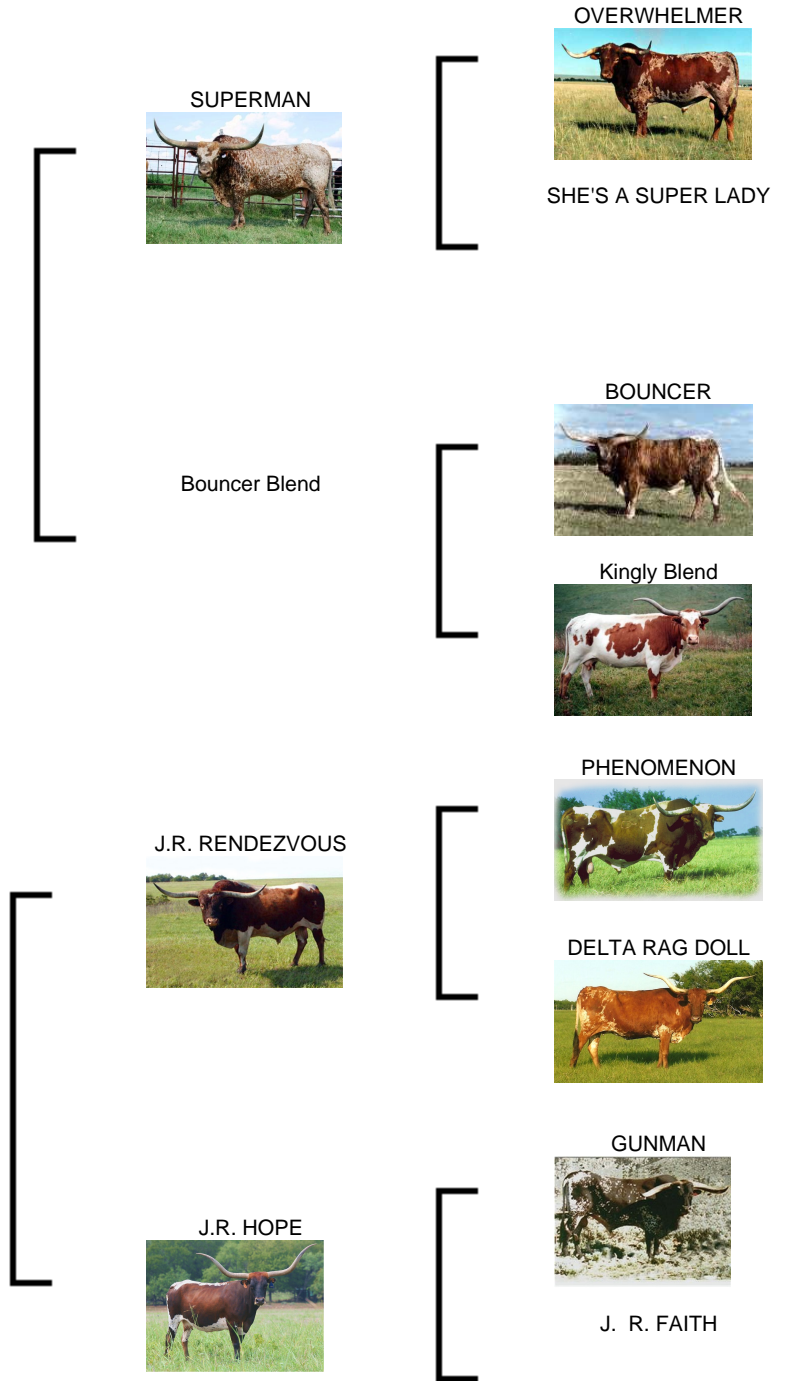 OVERWHELMER
SUPERMAN
SHE'S A SUPER LADY
BOUNCER
Bouncer Blend
Kingly Blend
PHENOMENON
J.R. RENDEZVOUS
DELTA RAG DOLL
GUNMAN
J.R. HOPE
J. R. FAITH